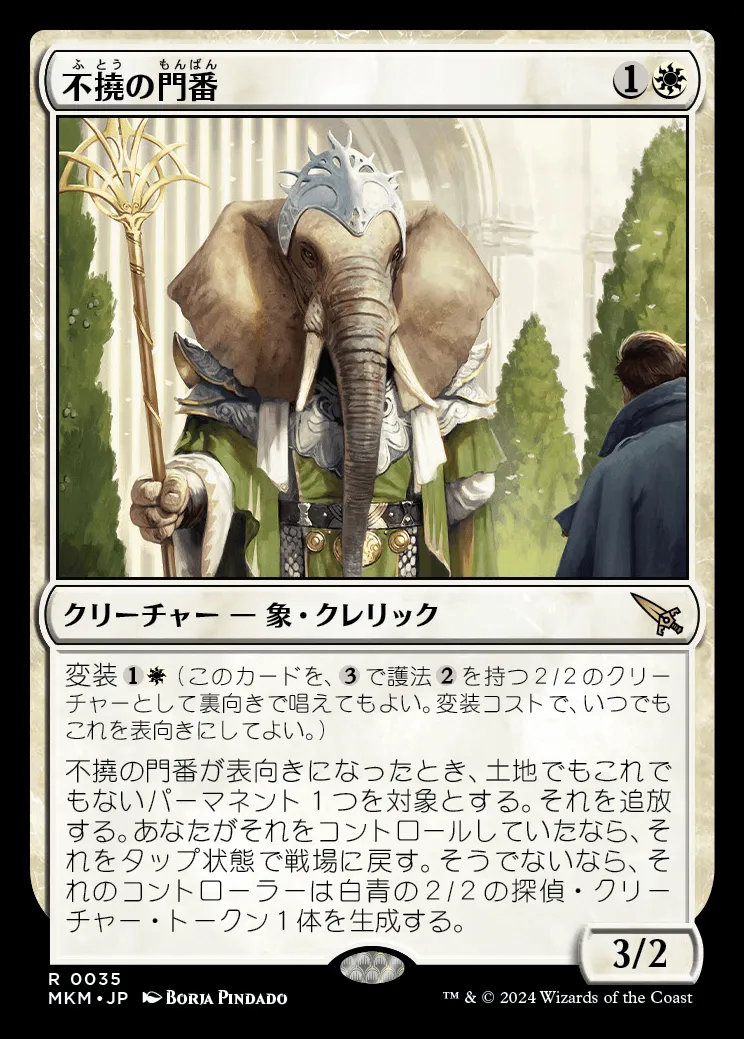 不撓の門番
ふとう もんばん
1
クリーチャー — 象・クレリック
変装 1 (このカードを、3で護法2を持つ2/2のクリー
チャーとして裏向きで唱えてもよい。変装コストで、いつでも
これを表向きにしてよい。)
不撓の門番が表向きになったとき、土地でもこれで
もないパーマネント1つを対象とする。それを追放
する。あなたがそれをコントロールしていたなら、そ
れをタップ状態で戦場に戻す。そうでないなら、そ
れのコントローラーは白青の2/2の探偵・クリー
チャー・トークン1体を生成する。
3/2
R 0035
MKM・JP Borja Pindado
™ & © 2024 Wizards of the Coast